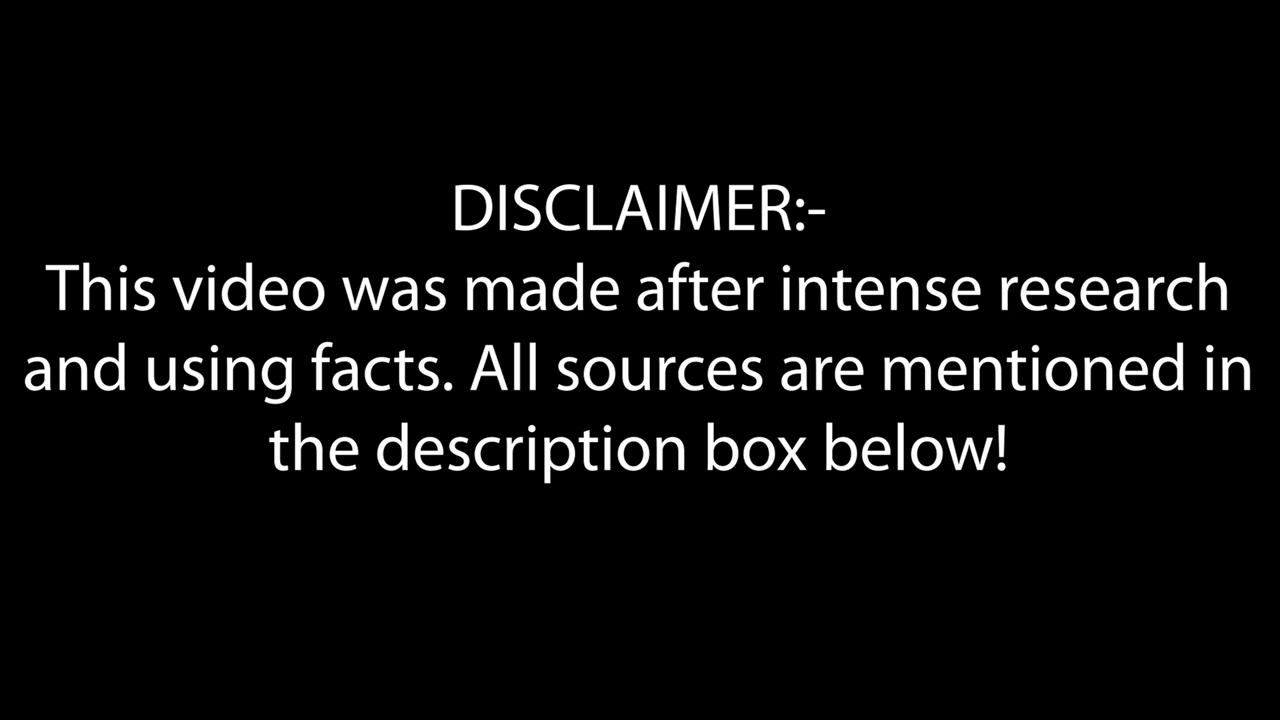 DISCLAIMER:-
This video was made after intense research
and using facts. All sources are mentioned in
the description box below!